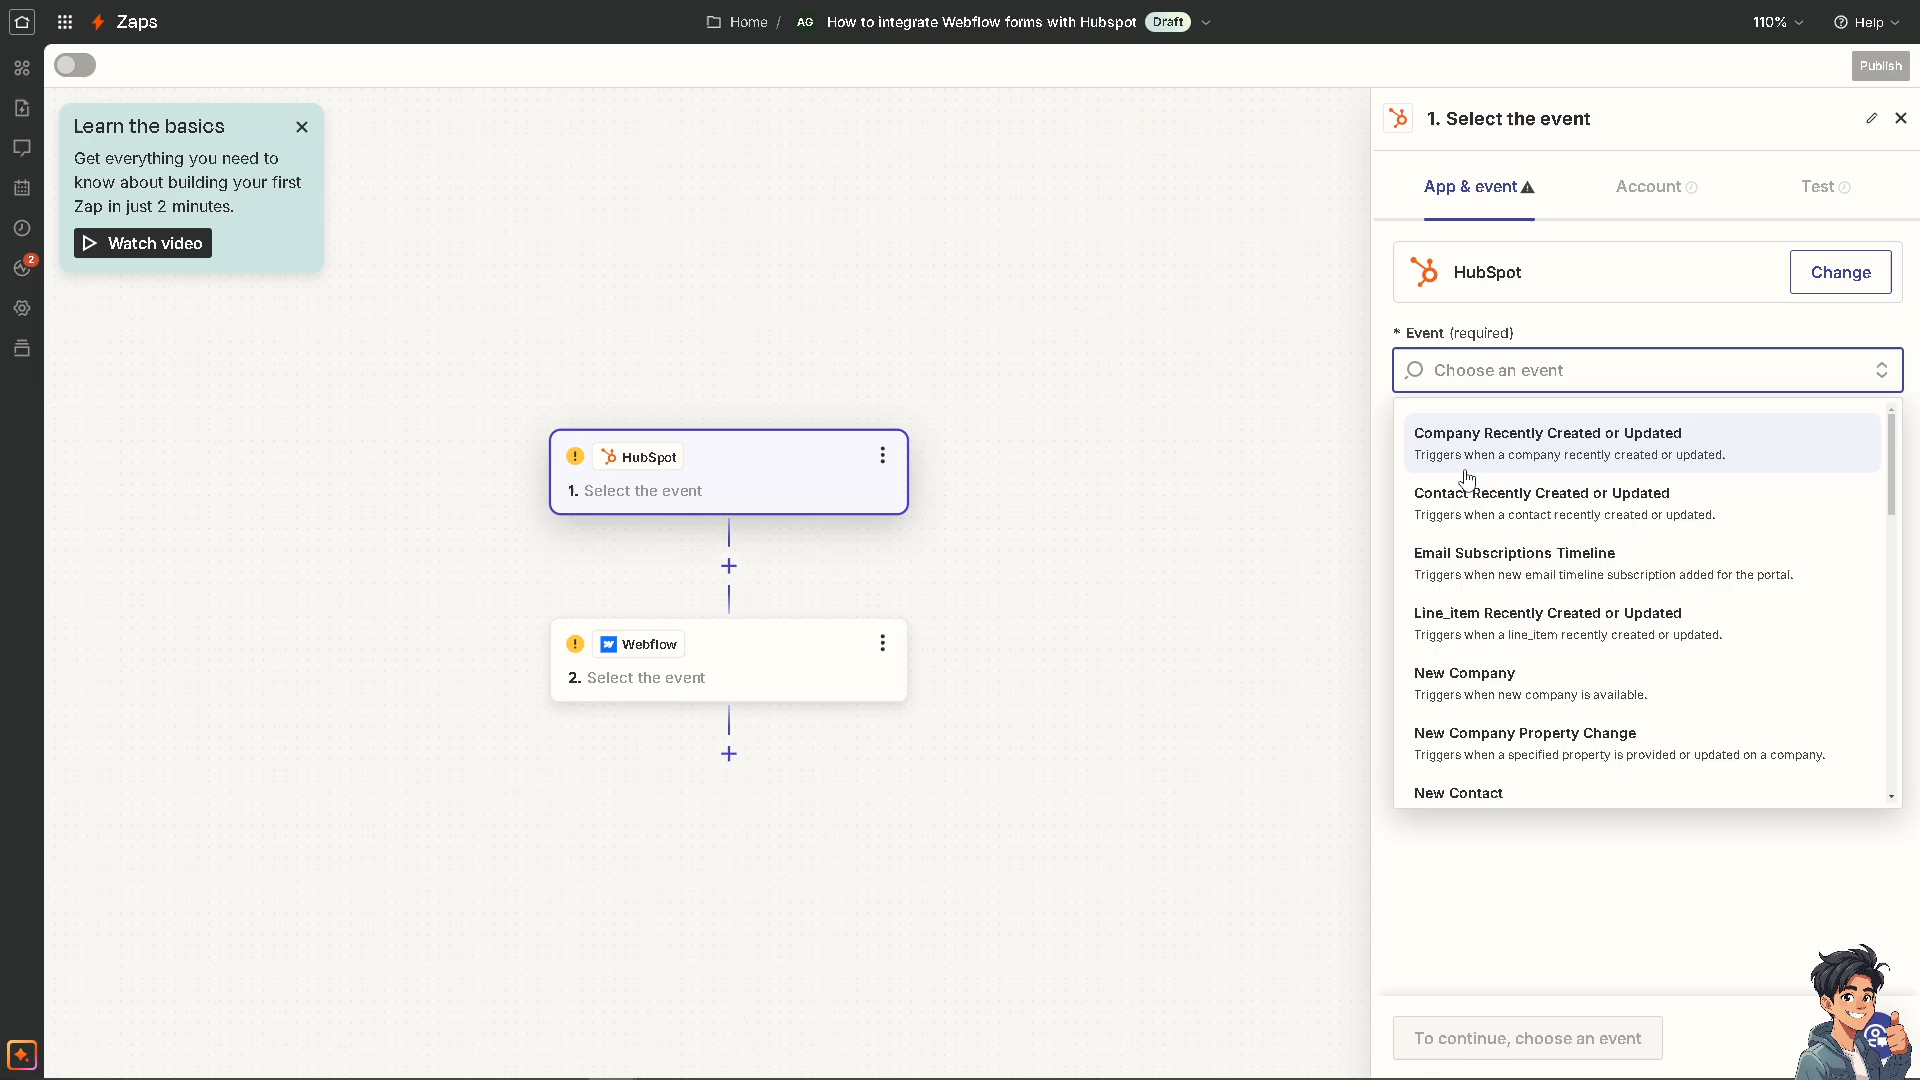 Zaps
Home / AG How to integrate Webflow forms with Hubspot Draft
110%
Help
Publish
Learn the basics
Get everything you need to
know about building your first
Zap in just 2 minutes.
Watch video
2
HubSpot
1. Select the event
Webflow
2. Select the event
1. Select the event
App & event
Account
Test
HubSpot
Change
* Event (required)
Choose an event
Company Recently Created or Updated
Triggers when a company recently created or updated.
Contact Recently Created or Updated
Triggers when a contact recently created or updated.
Email Subscriptions Timeline
Triggers when new email timeline subscription added for the portal.
Line_item Recently Created or Updated
Triggers when a line_item recently created or updated.
New Company
Triggers when new company is available.
New Company Property Change
Triggers when a specified property is provided or updated on a company.
New Contact
To continue, choose an event